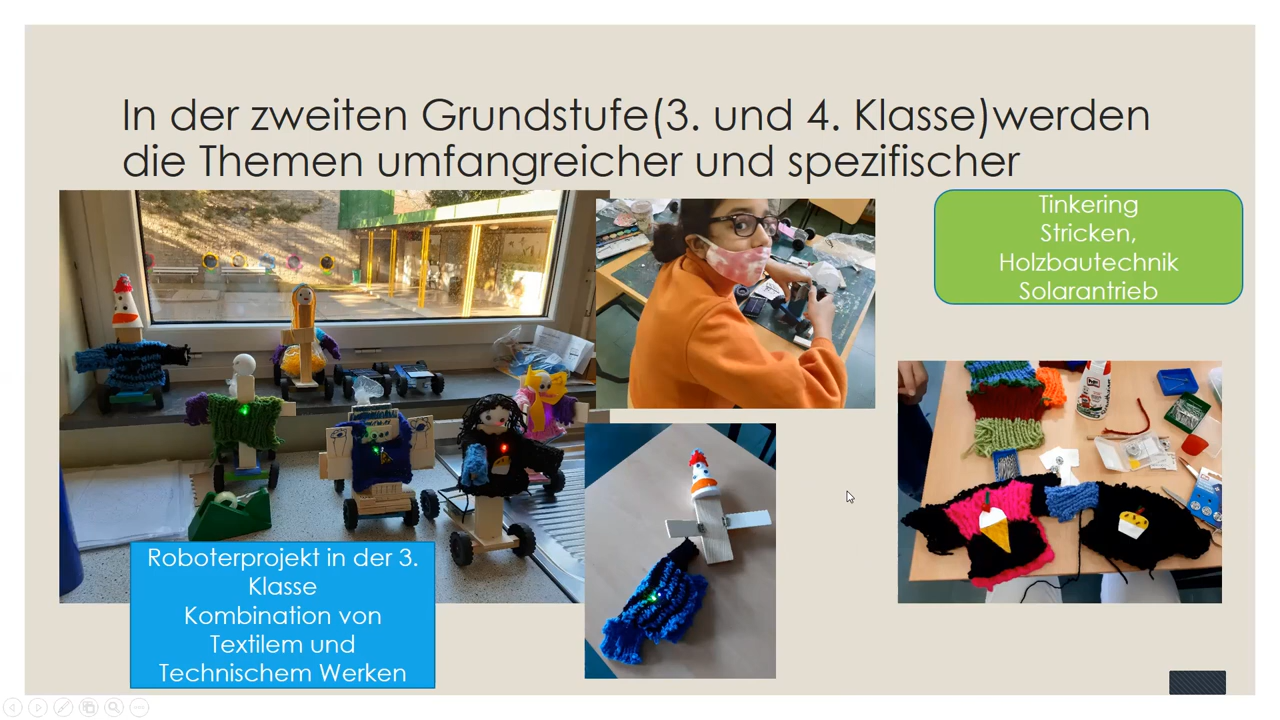 In der zweiten Grundstufe(3. und 4. Klasse)werden
die Themen umfangreicher und spezifischer
Tinkering
Stricken,
Holzbautechnik
Solarantrieb
Roboterprojekt in der 3.
Klasse
Kombination von
Textilem und
Technischem Werken